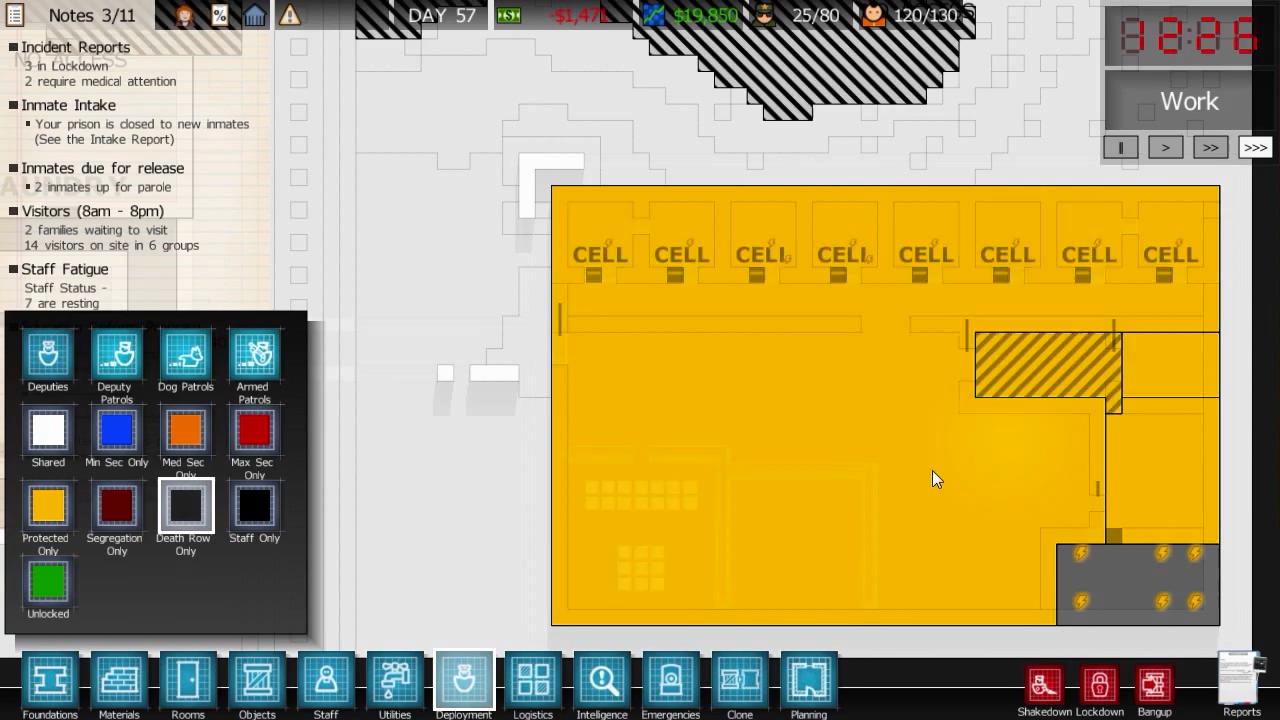 Notes 3/11
DAY 57
-$1,471
$19,850
25/80
120/130
12:26
Work
Incident Reports
3 in Lockdown
2 require medical attention
Inmate Intake
Your prison is closed to new inmates
(See the Intake Report)
Inmates due for release
2 inmates up for parole
Visitors (8am - 8pm)
2 families waiting to visit
14 visitors on site in 6 groups
Staff Fatigue
Staff Status -
7 are resting
NO ACCESS
LAUNDRY
|| > >> >>>
CELL CELL CELL CELL CELL CELL CELL CELL
Deputies
Deputy Patrols
Dog Patrols
Armed Patrols
Shared
Min Sec Only
Med Sec Only
Max Sec Only
Protected Only
Segregation Only
Death Row Only
Staff Only
Unlocked
Foundations
Materials
Rooms
Objects
Staff
Utilities
Deployment
Logistics
Inteligence
Emergencies
Clone
Planning
Shakedown
Lockdown
Bangup
Reports